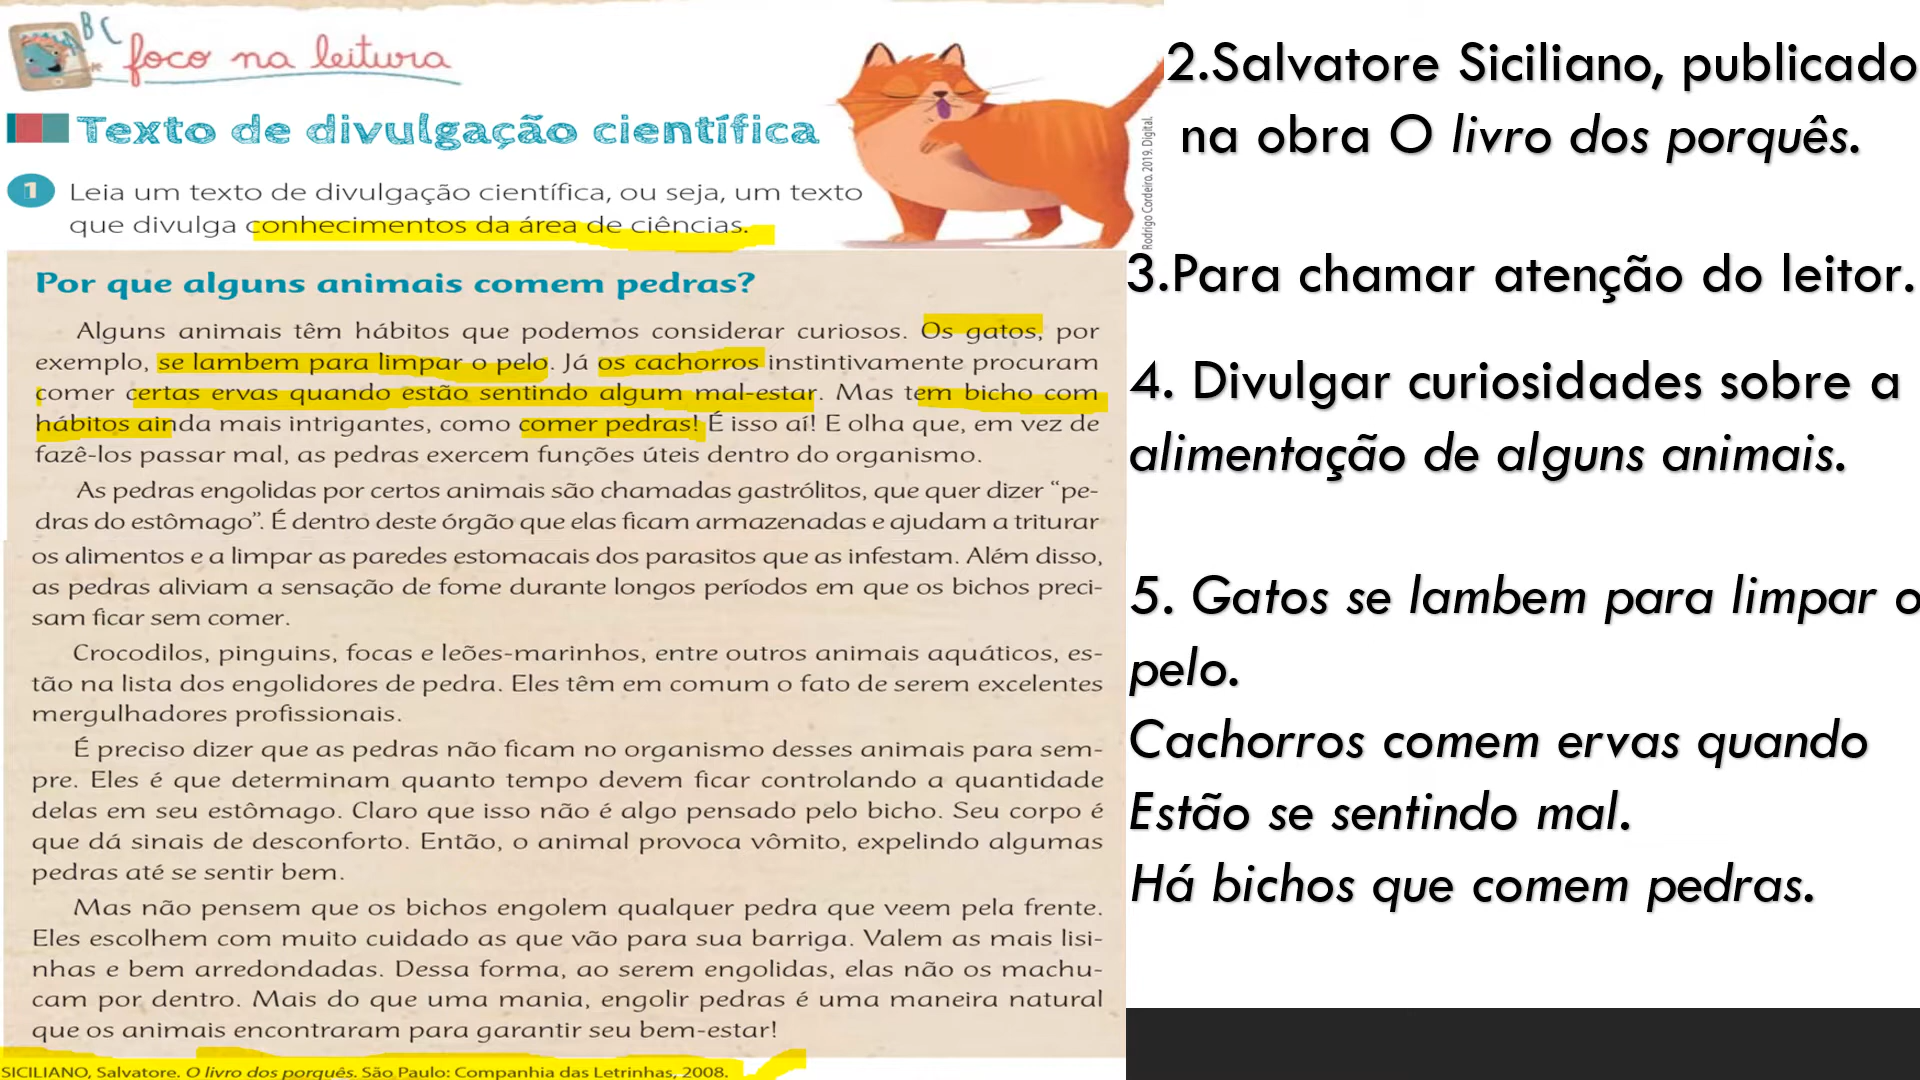 BC
foco na leitura
Texto de divulgação científica
1 Leia um texto de divulgação científica, ou seja, um texto
que divulga conhecimentos da área de ciências.
Rodrigo Cordeiro. 2019. Digital.
Por que alguns animais comem pedras?
Alguns animais têm hábitos que podemos considerar curiosos. Os gatos, por
exemplo, se lambem para limpar o pelo. Já os cachorros instintivamente procuram
comer certas ervas quando estão sentindo algum mal-estar. Mas tem bicho com
hábitos ainda mais intrigantes, como comer pedras! É isso aí! E olha que, em vez de
fazê-los passar mal, as pedras exercem funções úteis dentro do organismo.
As pedras engolidas por certos animais são chamadas gastrólitos, que quer dizer “pe-
dras do estômago”. É dentro deste órgão que elas ficam armazenadas e ajudam a triturar
os alimentos e a limpar as paredes estomacais dos parasitos que as infestam. Além disso,
as pedras aliviam a sensação de fome durante longos períodos em que os bichos preci-
sam ficar sem comer.
Crocodilos, pinguins, focas e leões-marinhos, entre outros animais aquáticos, es-
tão na lista dos engolidores de pedra. Eles têm em comum o fato de serem excelentes
mergulhadores profissionais.
É preciso dizer que as pedras não ficam no organismo desses animais para sem-
pre. Eles é que determinam quanto tempo devem ficar controlando a quantidade
delas em seu estômago. Claro que isso não é algo pensado pelo bicho. Seu corpo é
que dá sinais de desconforto. Então, o animal provoca vômito, expelindo algumas
pedras até se sentir bem.
Mas não pensem que os bichos engolem qualquer pedra que veem pela frente.
Eles escolhem com muito cuidado as que vão para sua barriga. Valem as mais lisi-
nhas e bem arredondadas. Dessa forma, ao serem engolidas, elas não os machu-
cam por dentro. Mais do que uma mania, engolir pedras é uma maneira natural
que os animais encontraram para garantir seu bem-estar!
SICILIANO, Salvatore. O livro dos porquês. São Paulo: Companhia das Letrinhas, 2008.
2.Salvatore Siciliano, publicado
na obra O livro dos porquê.
3.Para chamar atenção do leitor.
4. Divulgar curiosidades sobre a
alimentação de alguns animais.
5. Gatos se lambem para limpar o
pelo.
Cachorros comem ervas quando
Estão se sentindo mal.
Há bichos que comem pedras.